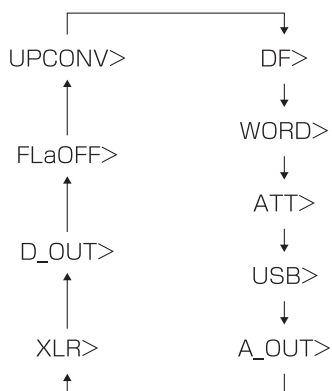 UPCONV>
DF>
WORD>
FLaOFF>
ATT>
D_OUT>
USB>
XLR>
A_OUT>